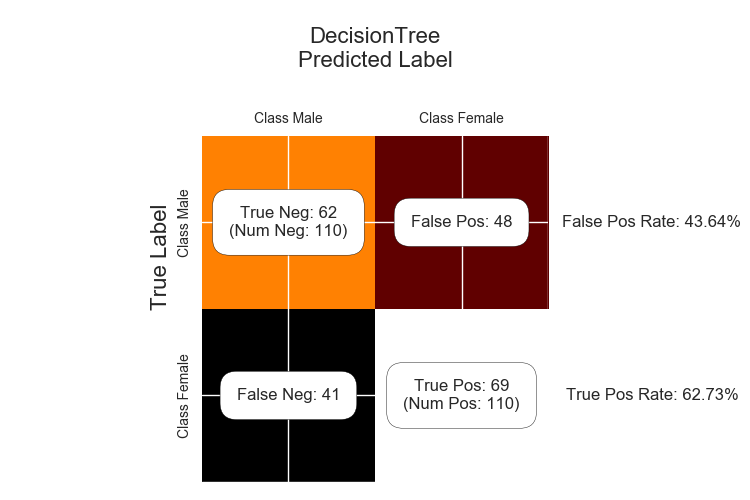 DecisionTree
Predicted Label
Class Male
Class Female
True Label
Class Male
True Neg: 62
(Num Neg: 110)
False Pos: 48
False Pos Rate: 43.64%
Class Female
False Neg: 41
True Pos: 69
(Num Pos: 110)
True Pos Rate: 62.73%